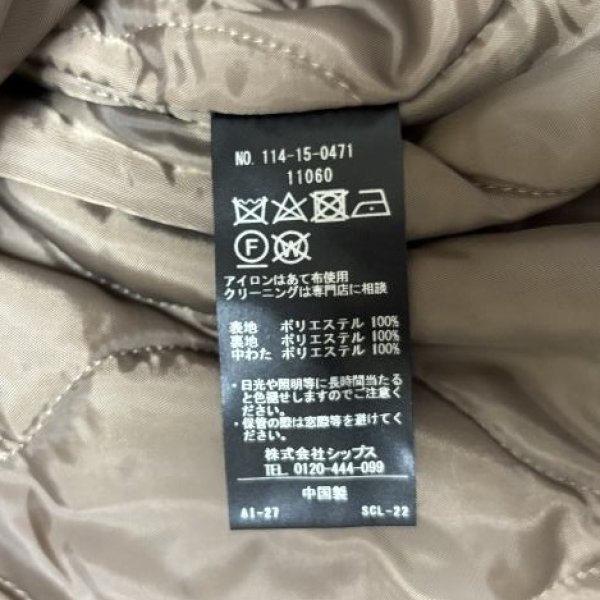 NO. 114-15-0471
11060
F W
アイロンはあて布使用
クリーニングは専門店に相談
表地 ポリエステル 100%
裏地 ポリエステル 100%
中わた ポリエステル 100%
・日光や照明等に長時間当たる
と色褪せしますのでご注意く
ださい。
・保管の際は窓際等を避けてく
ださい。
株式会社シップス
TEL 0120-444-099
中国製
AI-27 SCL-22